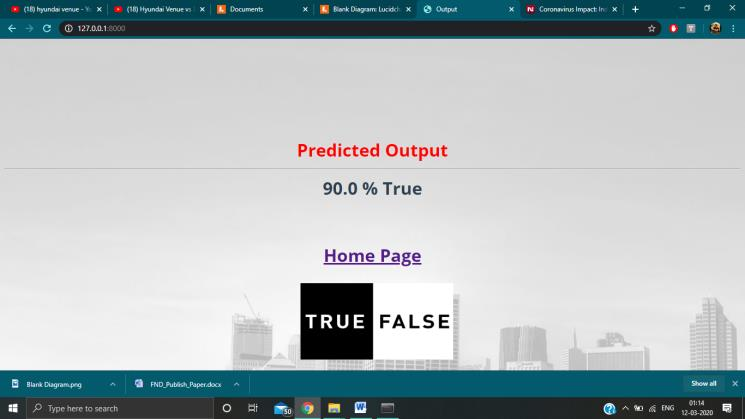 (18) hyundai venue - Yo
(18) Hyundai Venue vs
Documents
Blank Diagram: Lucidch
Output
Coronavirus Impact: Ind
127.0.0.1:8000
Predicted Output
90.0 % True
Home Page
TRUE FALSE
Blank Diagram.png
FND_Publish_Paper.docx
Show all
Type here to search
50
ENG
01:14
12-03-2020